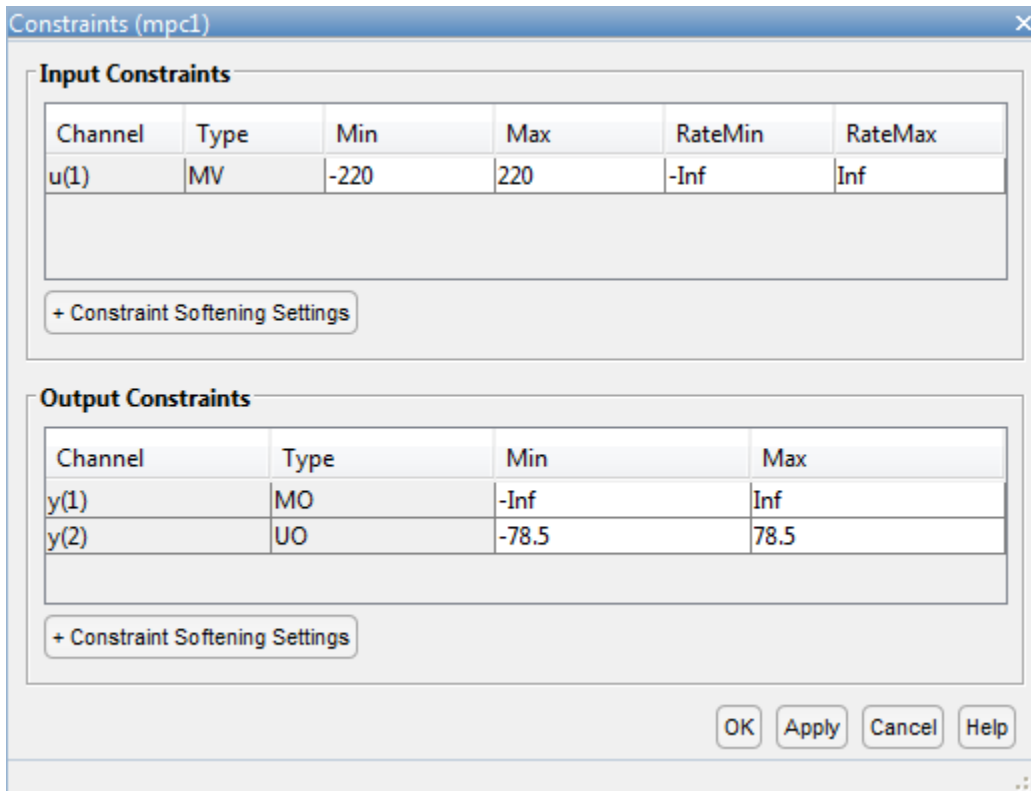 Constraints (mpc1)
Input Constraints
Channel Type Min Max RateMin RateMax
u(1) MV -220 220 -Inf Inf
+ Constraint Softening Settings
Output Constraints
Channel Type Min Max
y(1) MO -Inf Inf
y(2) UO -78.5 78.5
+ Constraint Softening Settings
OK Apply Cancel Help